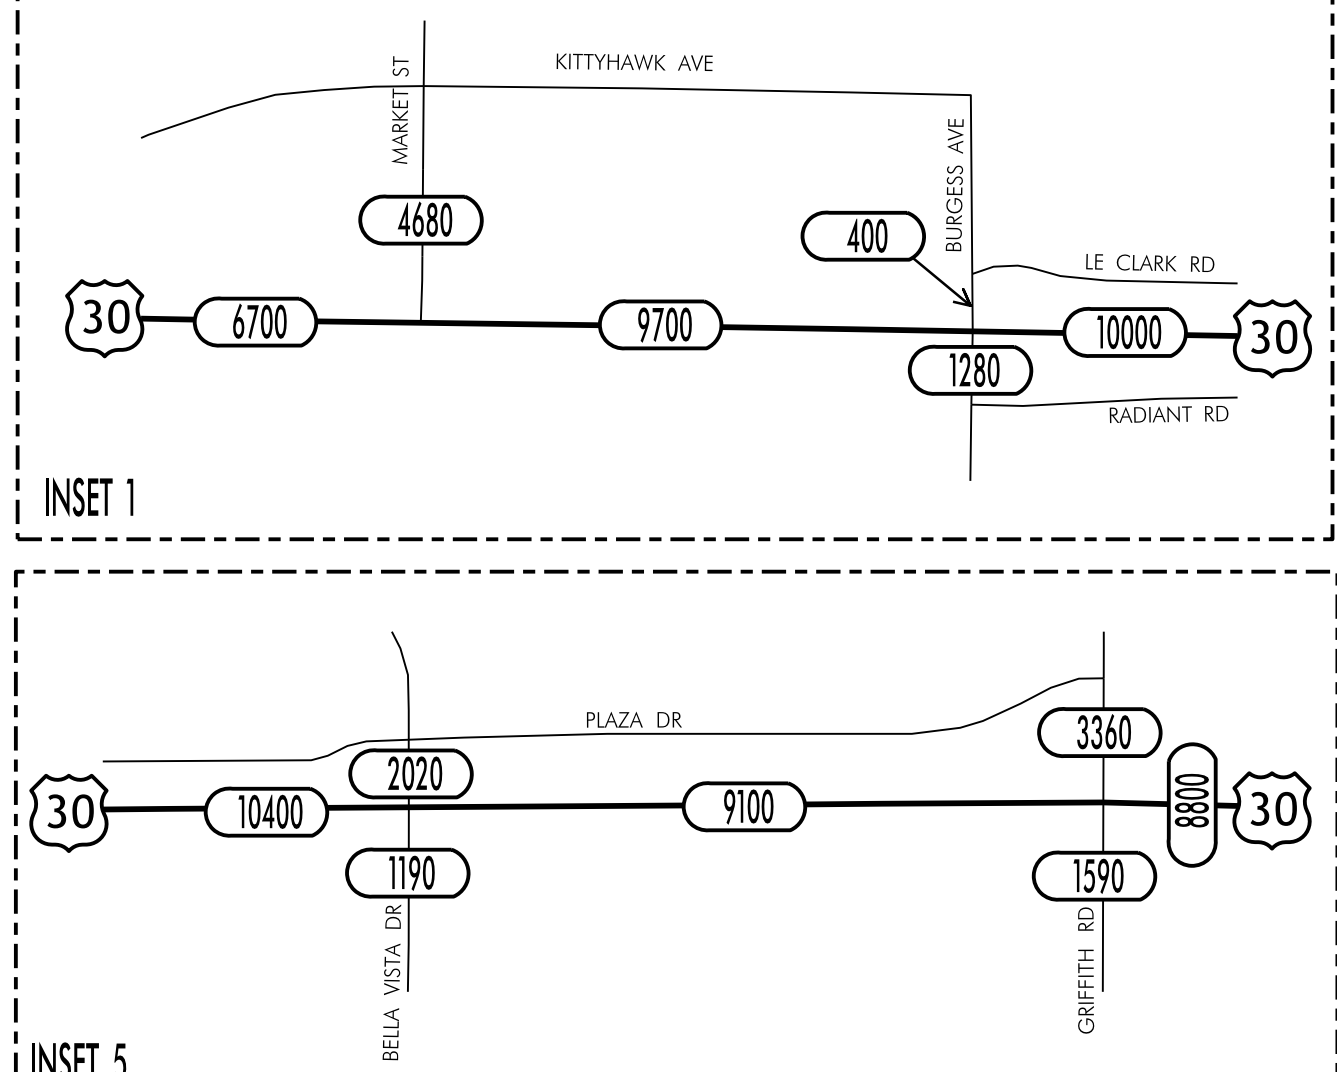 KITTYHAWK AVE
MARKET ST
BURGESS AVE
4680
400
LE CLARK RD
30
6700
9700
10000
30
1280
RADIANT RD
INSET 1
PLAZA DR
3360
2020
30
10400
9100
8800
30
1190
1590
BELLA VISTA DR
GRIFFITH RD
INSET 5